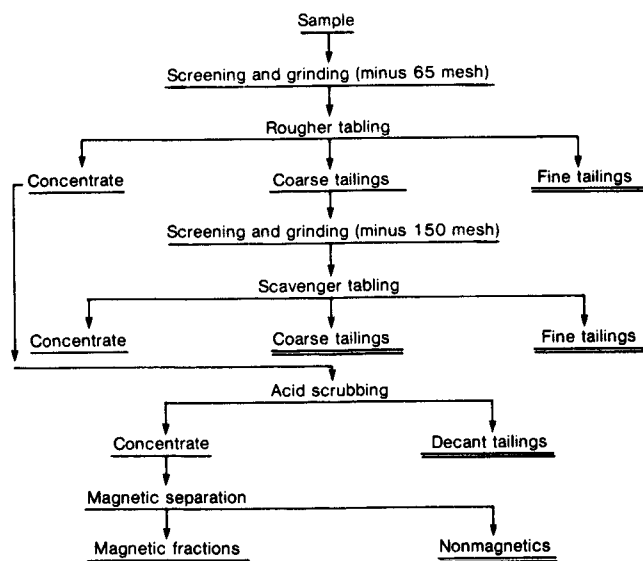 Sample
Screening and grinding (minus 65 mesh)
Rougher tabling
Concentrate
Coarse tailings
Fine tailings
Screening and grinding (minus 150 mesh)
Scavenger tabling
Concentrate
Coarse tailings
Fine tailings
Acid scrubbing
Concentrate
Decant tailings
Magnetic separation
Magnetic fractions
Nonmagnetics